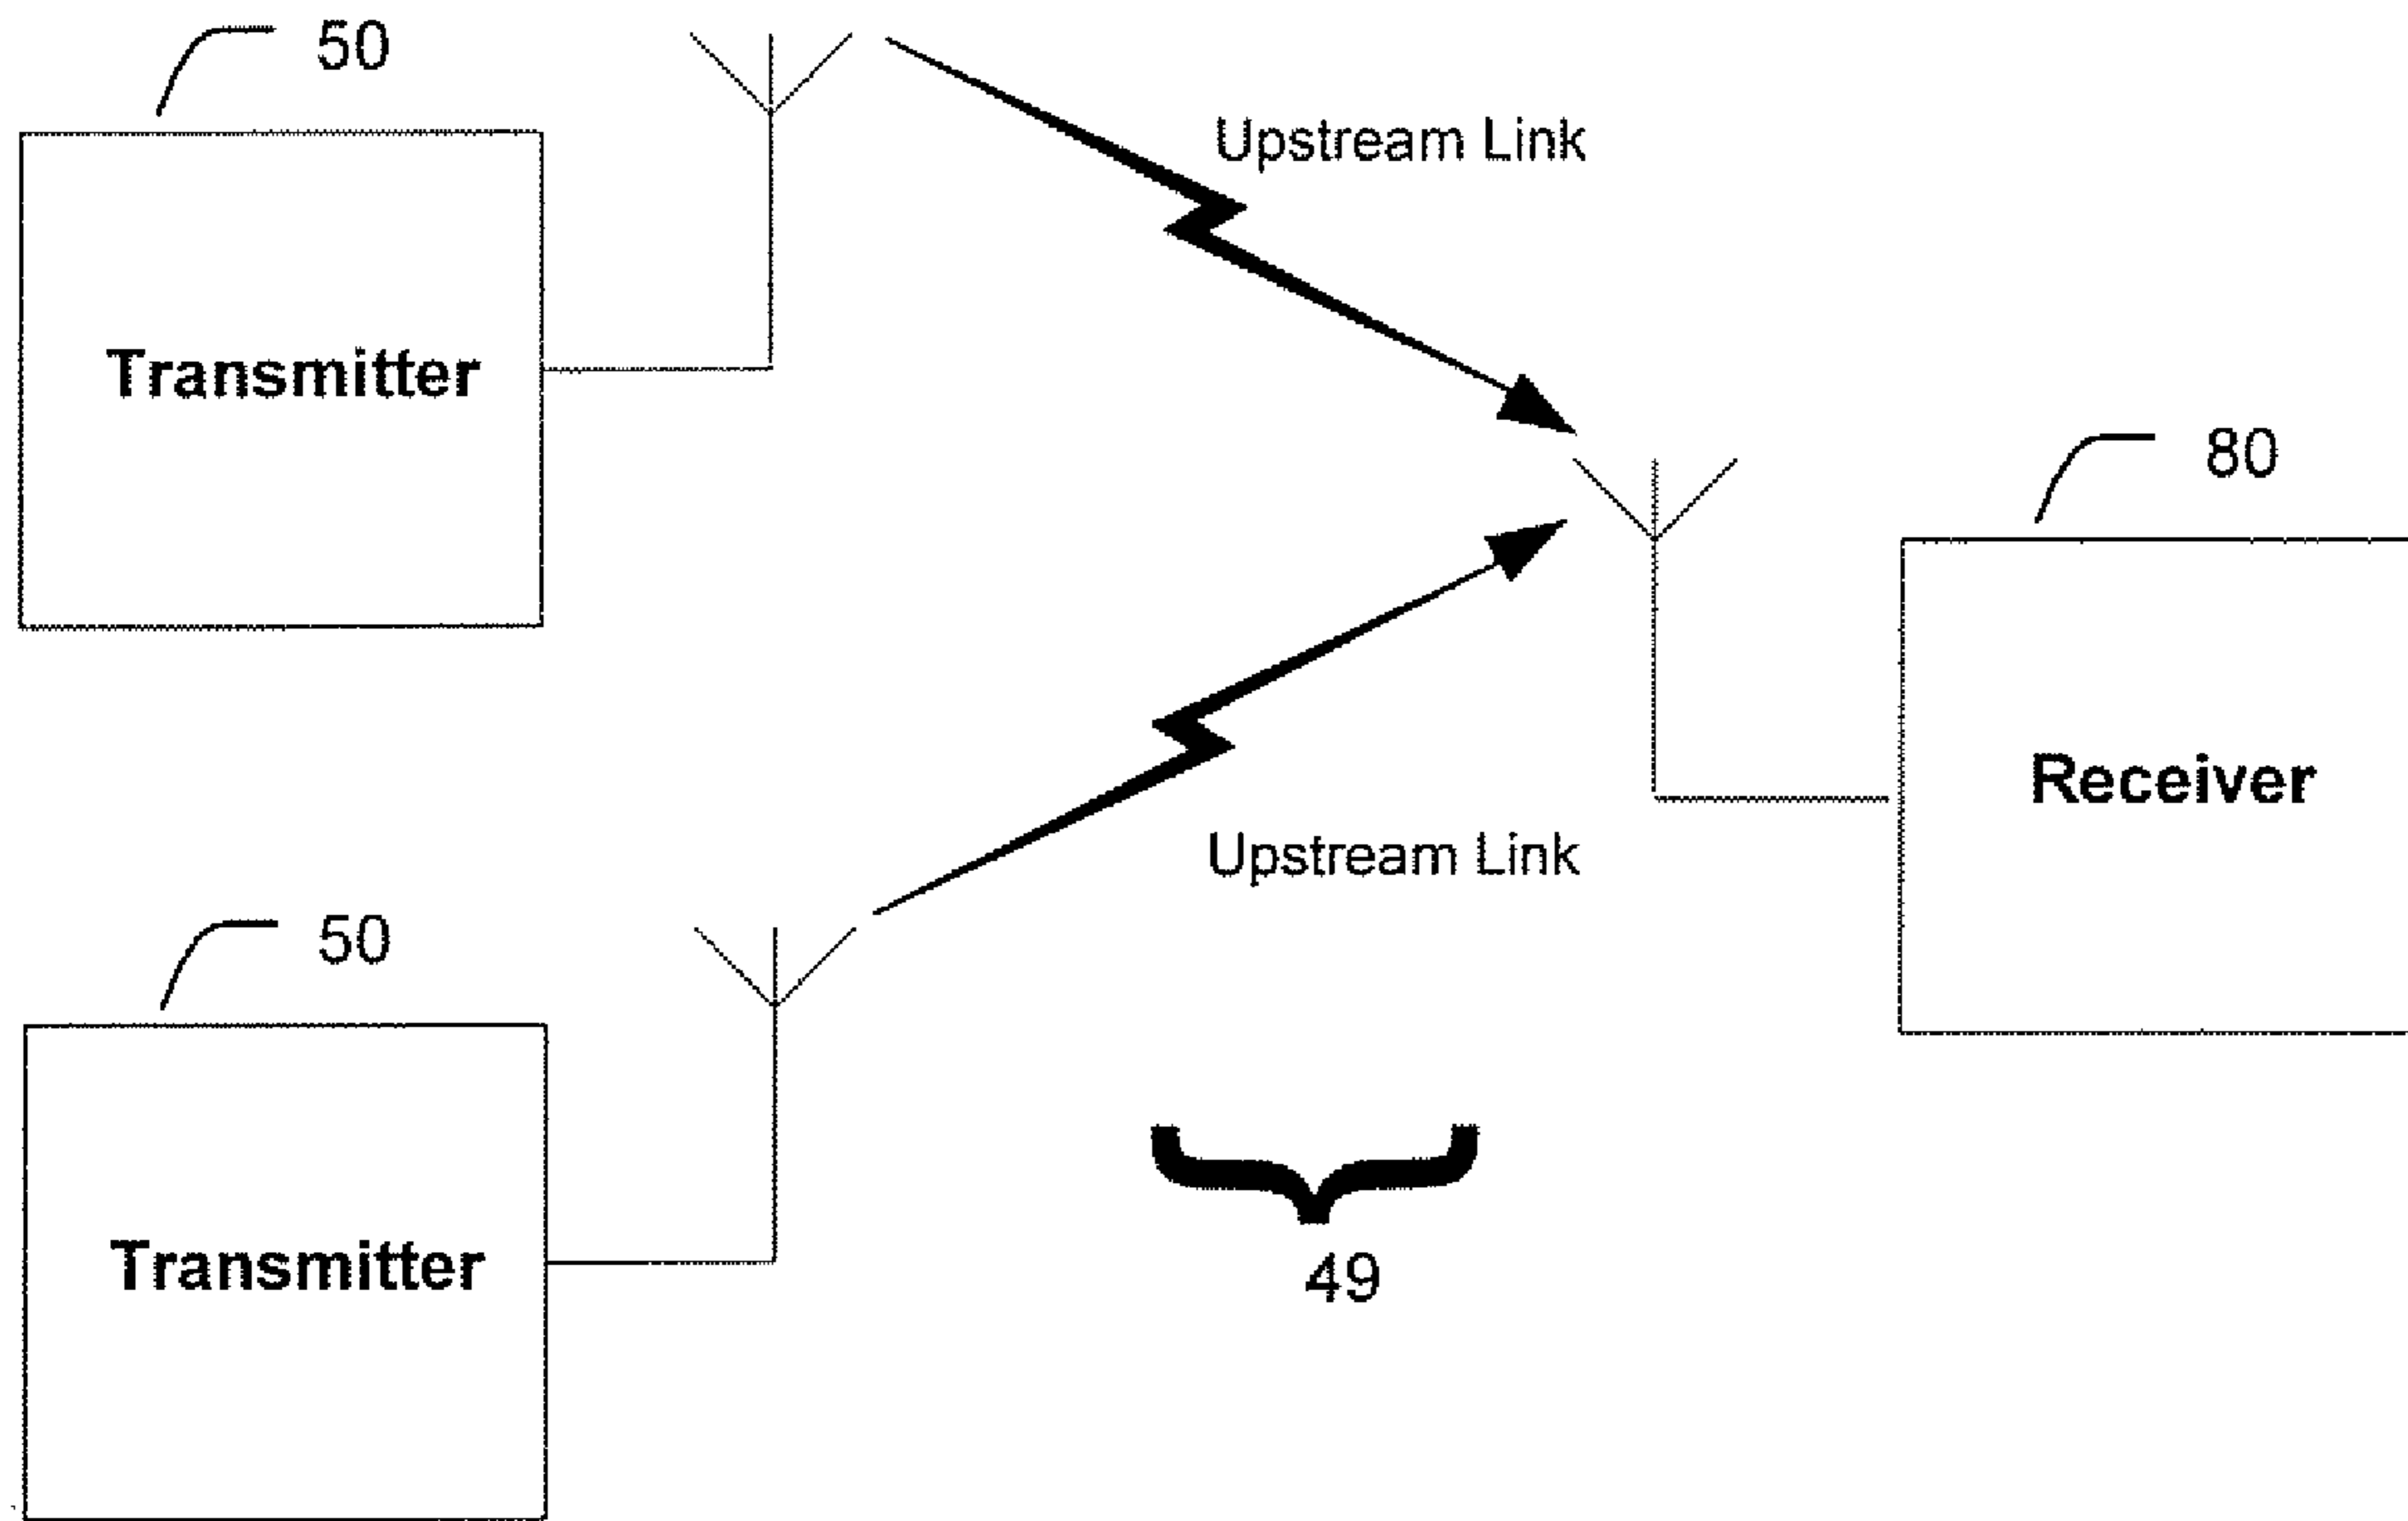 50
Upstream Link
Transmitter
80
Receiver
Upstream Link
50
Transmitter
49